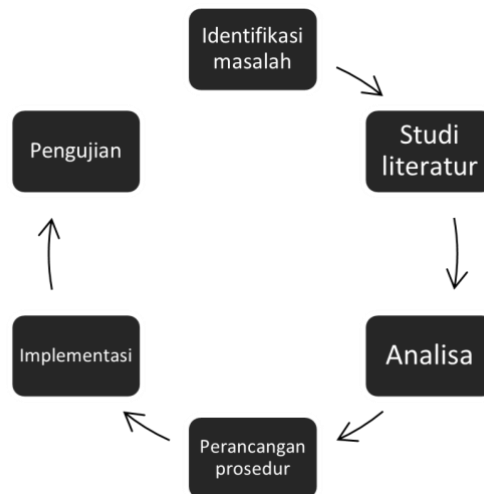 Identifikasi
masalah
Studi
literatur
Analisa
Perancangan
prosedur
Implementasi
Pengujian